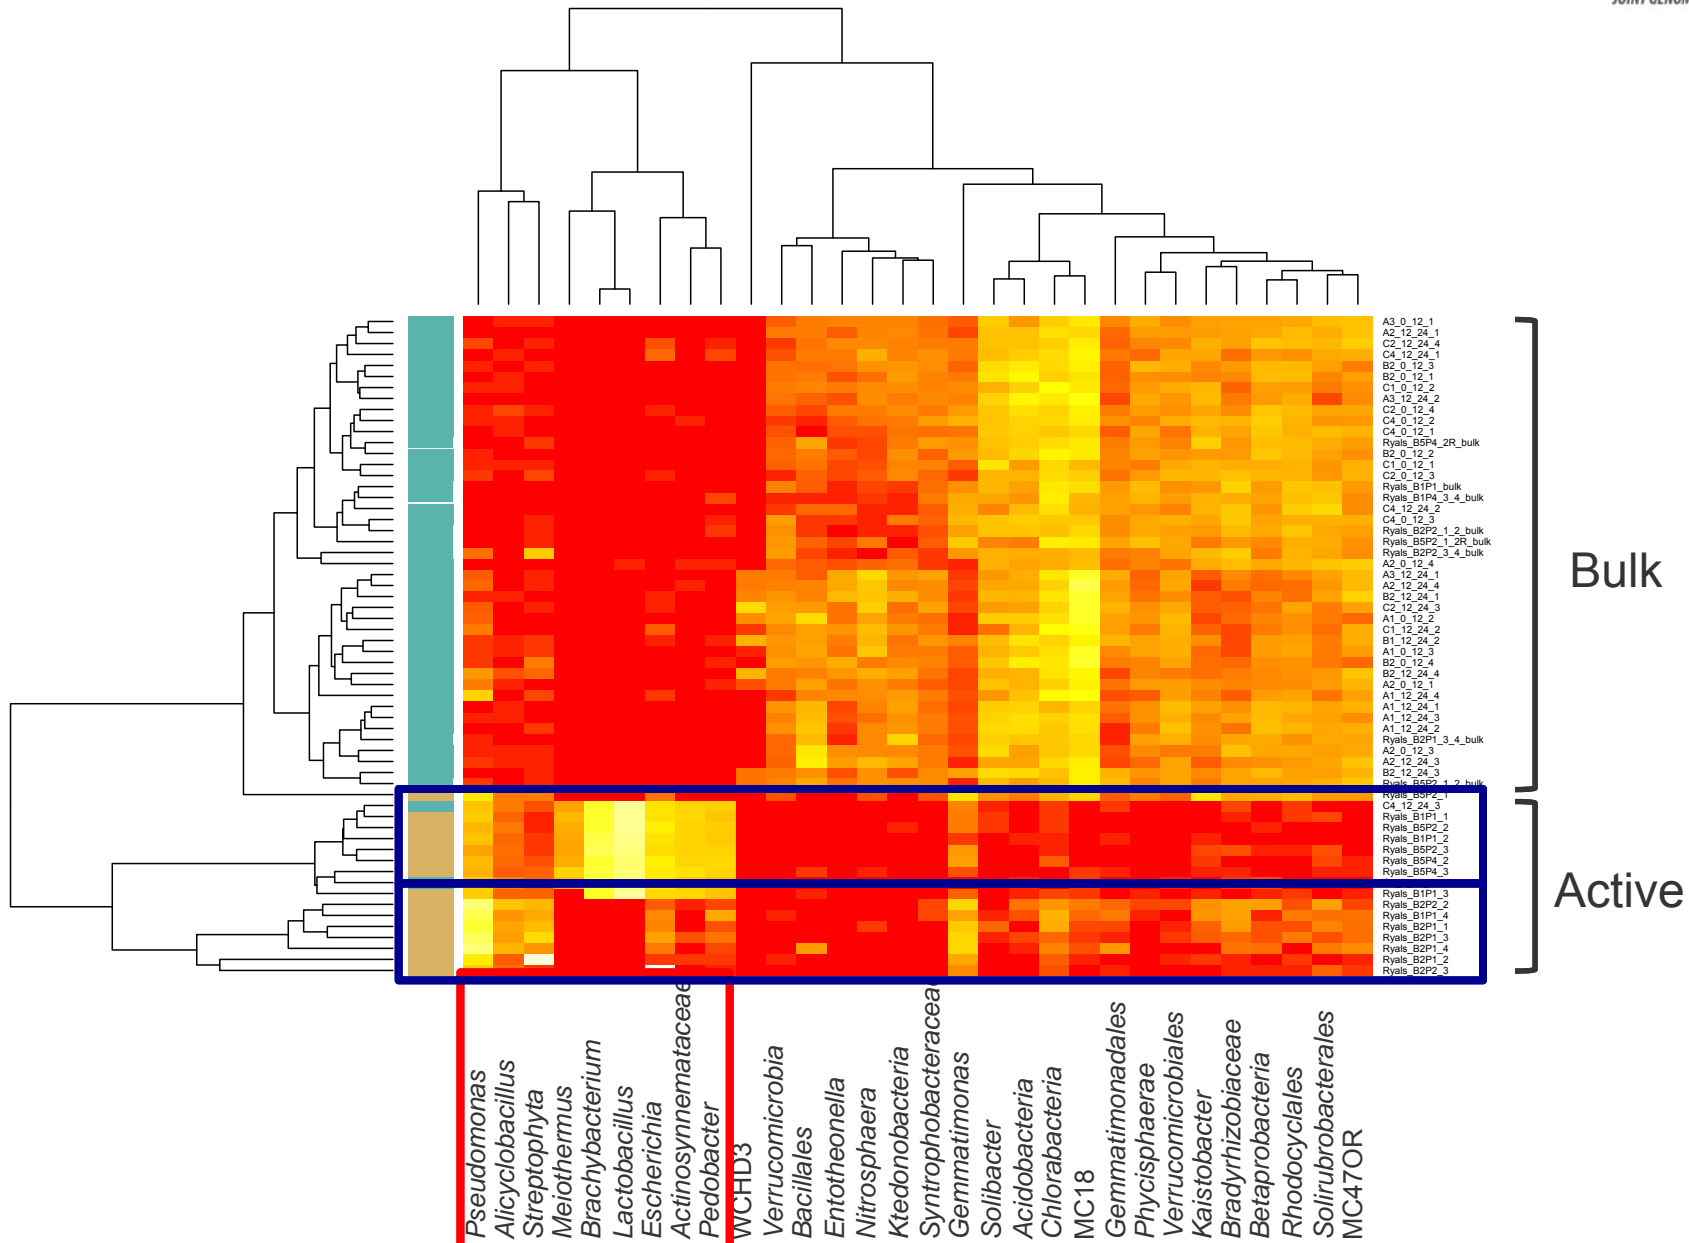 A3_0_12_1
A2_12_24_1
C2_12_24_4
C4_12_24_1
B2_0_12_3
B2_0_12_1
C1_0_12_2
A3_12_24_2
C2_0_12_4
C4_0_12_2
C4_0_12_1
Ryals_B5P4_2R_bulk
B2_0_12_2
C1_0_12_1
C2_0_12_3
Ryals_B1P1_bulk
Ryals_B1P4_3_4_bulk
C4_12_24_2
C4_0_12_3
Ryals_B2P2_1_2_bulk
Ryals_B5P2_1_2R_bulk
Ryals_B2P2_3_4_bulk
A2_0_12_4
A3_12_24_1
A2_12_24_4
B2_12_24_1
C2_12_24_3
A1_0_12_2
C1_12_24_2
B1_12_24_2
A1_0_12_3
B2_0_12_4
B2_12_24_4
A2_0_12_1
A1_12_24_4
A1_12_24_1
A1_12_24_3
A1_12_24_2
Ryals_B2P1_3_4_bulk
A2_0_12_3
A2_12_24_3
B2_12_24_3
Ryals_B5P2_1_2_bulk
Ryals_B5P2_1
C4_12_24_3
Ryals_B1P1_1
Ryals_B5P2_2
Ryals_B1P1_2
Ryals_B5P2_3
Ryals_B5P4_2
Ryals_B5P4_3
Ryals_B1P1_3
Ryals_B2P2_2
Ryals_B1P1_4
Ryals_B2P1_1
Ryals_B2P1_3
Ryals_B2P1_4
Ryals_B2P1_2
Ryals_B2P2_3
Bulk
Active
Pseudomonas
Alicyclobacillus
Streptophyta
Meiothermus
Brachybacterium
Lactobacillus
Escherichia
Actinosynnemataceae
Pedobacter
WCHD3
Verrucomicrobia
Bacillales
Entotheonella
Nitrosphaera
Ktedonobacteria
Syntrophobacteraceae
Gemmatimonas
Solibacter
Acidobacteria
Chlorabacteria
MC18
Gemmatimonadales
Phycisphaerae
Verrucomicrobiales
Kaistobacter
Bradyrhizobiaceae
Betaprobacteria
Rhodocyclales
Solirubrobacterales
MC47OR